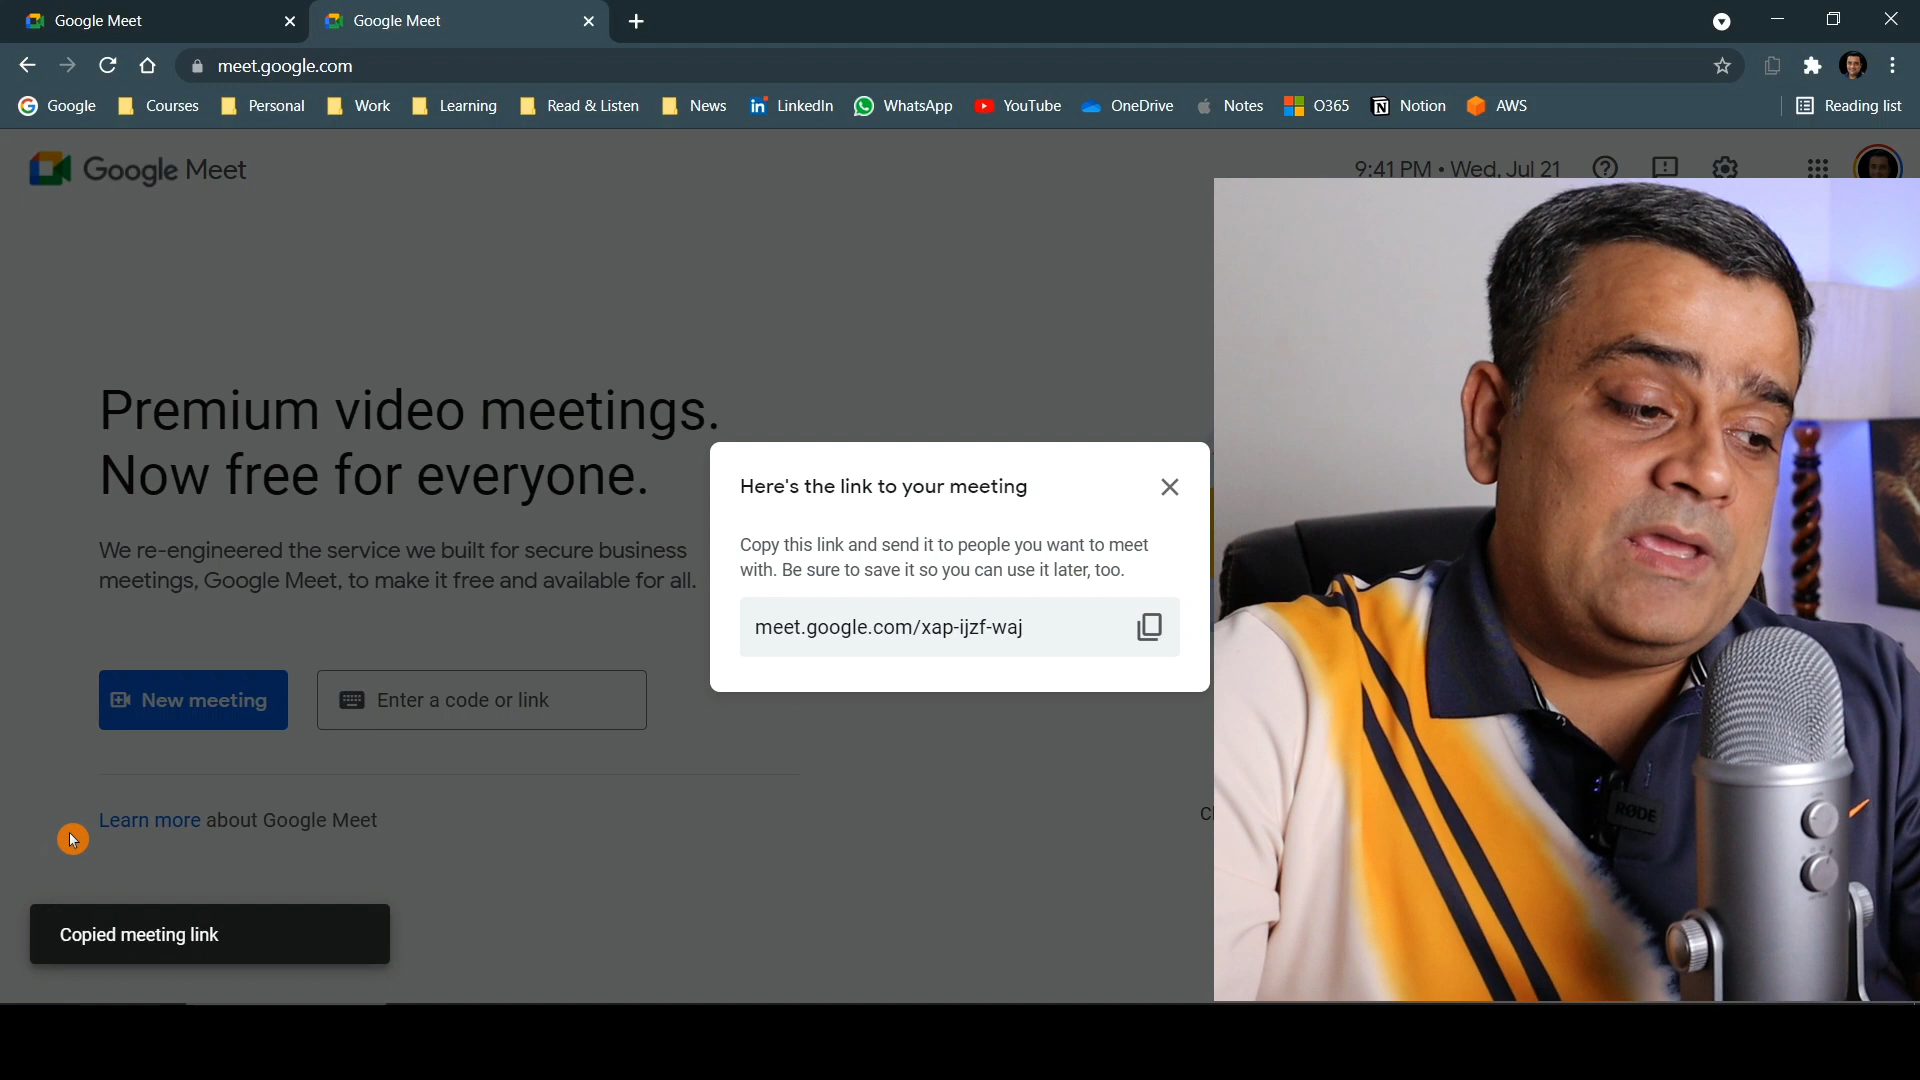 Google Meet
Google Meet
meet.google.com
Google Courses Personal Work Learning Read & Listen News LinkedIn WhatsApp YouTube OneDrive Notes O365 Notion AWS Reading list
Google Meet
9:41 PM • Wed, Jul 21
Premium video meetings.
Now free for everyone.
We re-engineered the service we built for secure business
meetings, Google Meet, to make it free and available for all.
New meeting
Enter a code or link
Learn more about Google Meet
Here's the link to your meeting
Copy this link and send it to people you want to meet
with. Be sure to save it so you can use it later, too.
meet.google.com/xap-ijzf-waj
Copied meeting link
RØDE